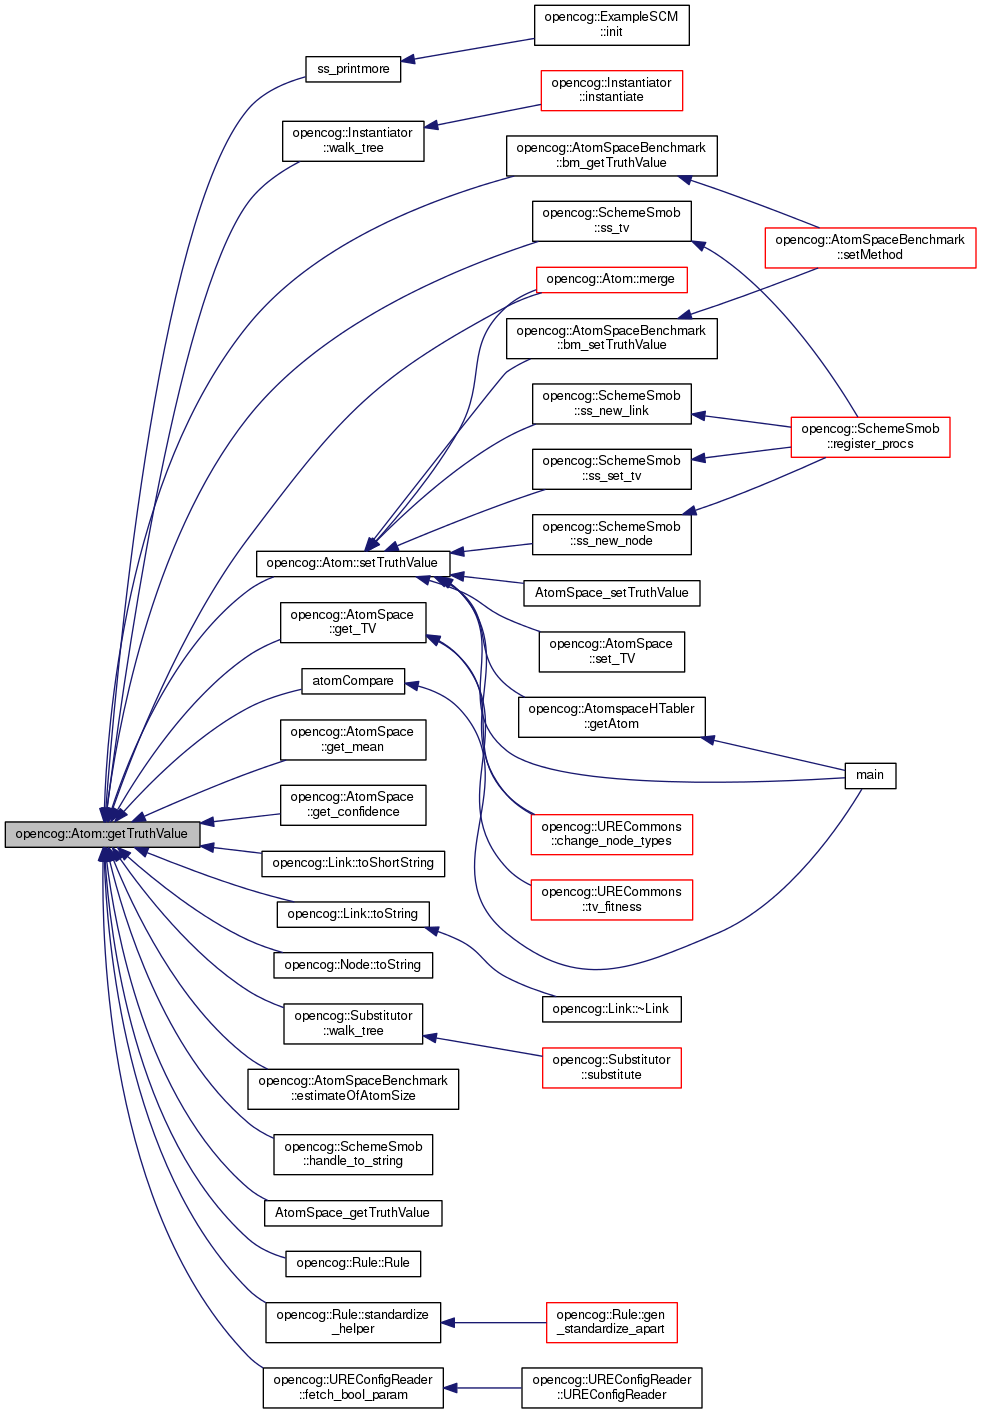 opencog::ExampleSCM
::init
ss_printmore
opencog::Instantiator
::instantiate
opencog::Instantiator
::walk_tree
opencog::AtomSpaceBenchmark
::bm_getTruthValue
opencog::SchemeSmob
::ss_tv
opencog::AtomSpaceBenchmark
::setMethod
opencog::Atom::merge
opencog::AtomSpaceBenchmark
::bm_setTruthValue
opencog::SchemeSmob
::ss_new_link
opencog::SchemeSmob
::register_procs
opencog::SchemeSmob
::ss_set_tv
opencog::SchemeSmob
::ss_new_node
opencog::Atom::setTruthValue
AtomSpace_setTruthValue
opencog::AtomSpace
::get_TV
opencog::AtomSpace
::set_TV
atomCompare
opencog::AtomspaceHTabler
::getAtom
opencog::AtomSpace
::get_mean
main
opencog::AtomSpace
::get_confidence
opencog::Atom::getTruthValue
opencog::URECommons
::change_node_types
opencog::Link::toShortString
opencog::URECommons
::tv_fitness
opencog::Link::toString
opencog::Node::toString
opencog::Link::~Link
opencog::Substitutor
::walk_tree
opencog::Substitutor
::substitute
opencog::AtomSpaceBenchmark
::estimateOfAtomSize
opencog::SchemeSmob
::handle_to_string
AtomSpace_getTruthValue
opencog::Rule::Rule
opencog::Rule::standardize
_helper
opencog::Rule::gen
_standardize_apart
opencog::UREConfigReader
::fetch_bool_param
opencog::UREConfigReader
::UREConfigReader